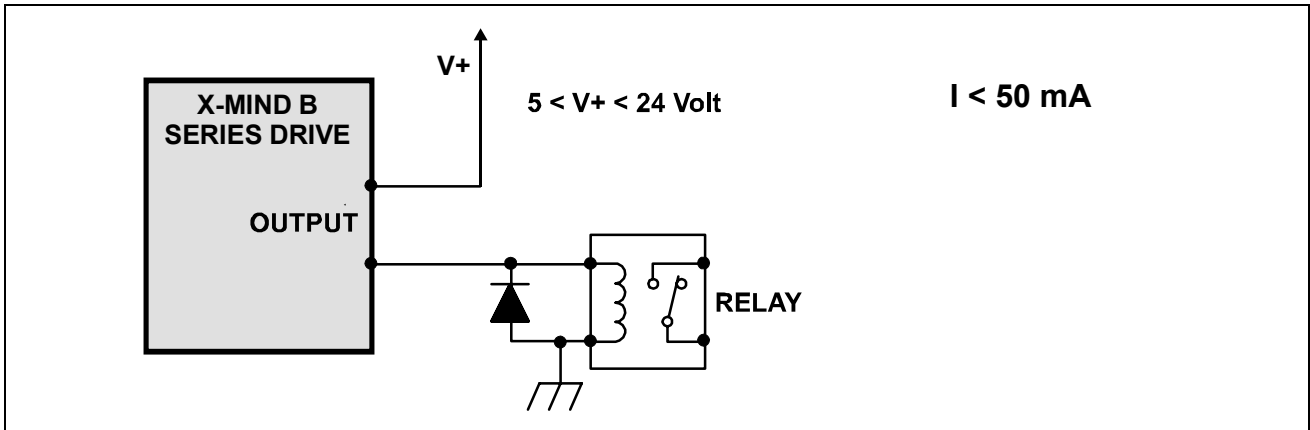 X-MIND B
SERIES DRIVE
OUTPUT
V+
5 < V+ < 24 Volt
I < 50 mA
RELAY